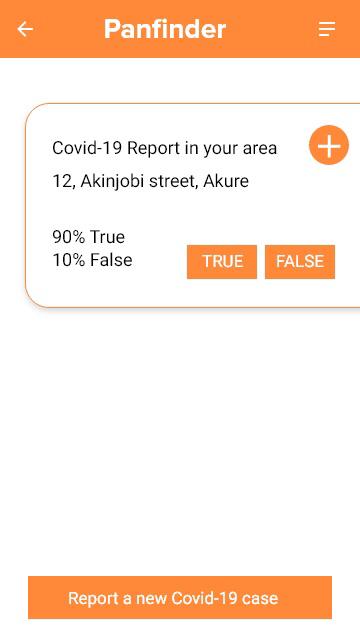 Panfinder
Covid-19 Report in your area
12, Akinjobi street, Akure
90% True
10% False
TRUE
FALSE
Report a new Covid-19 case